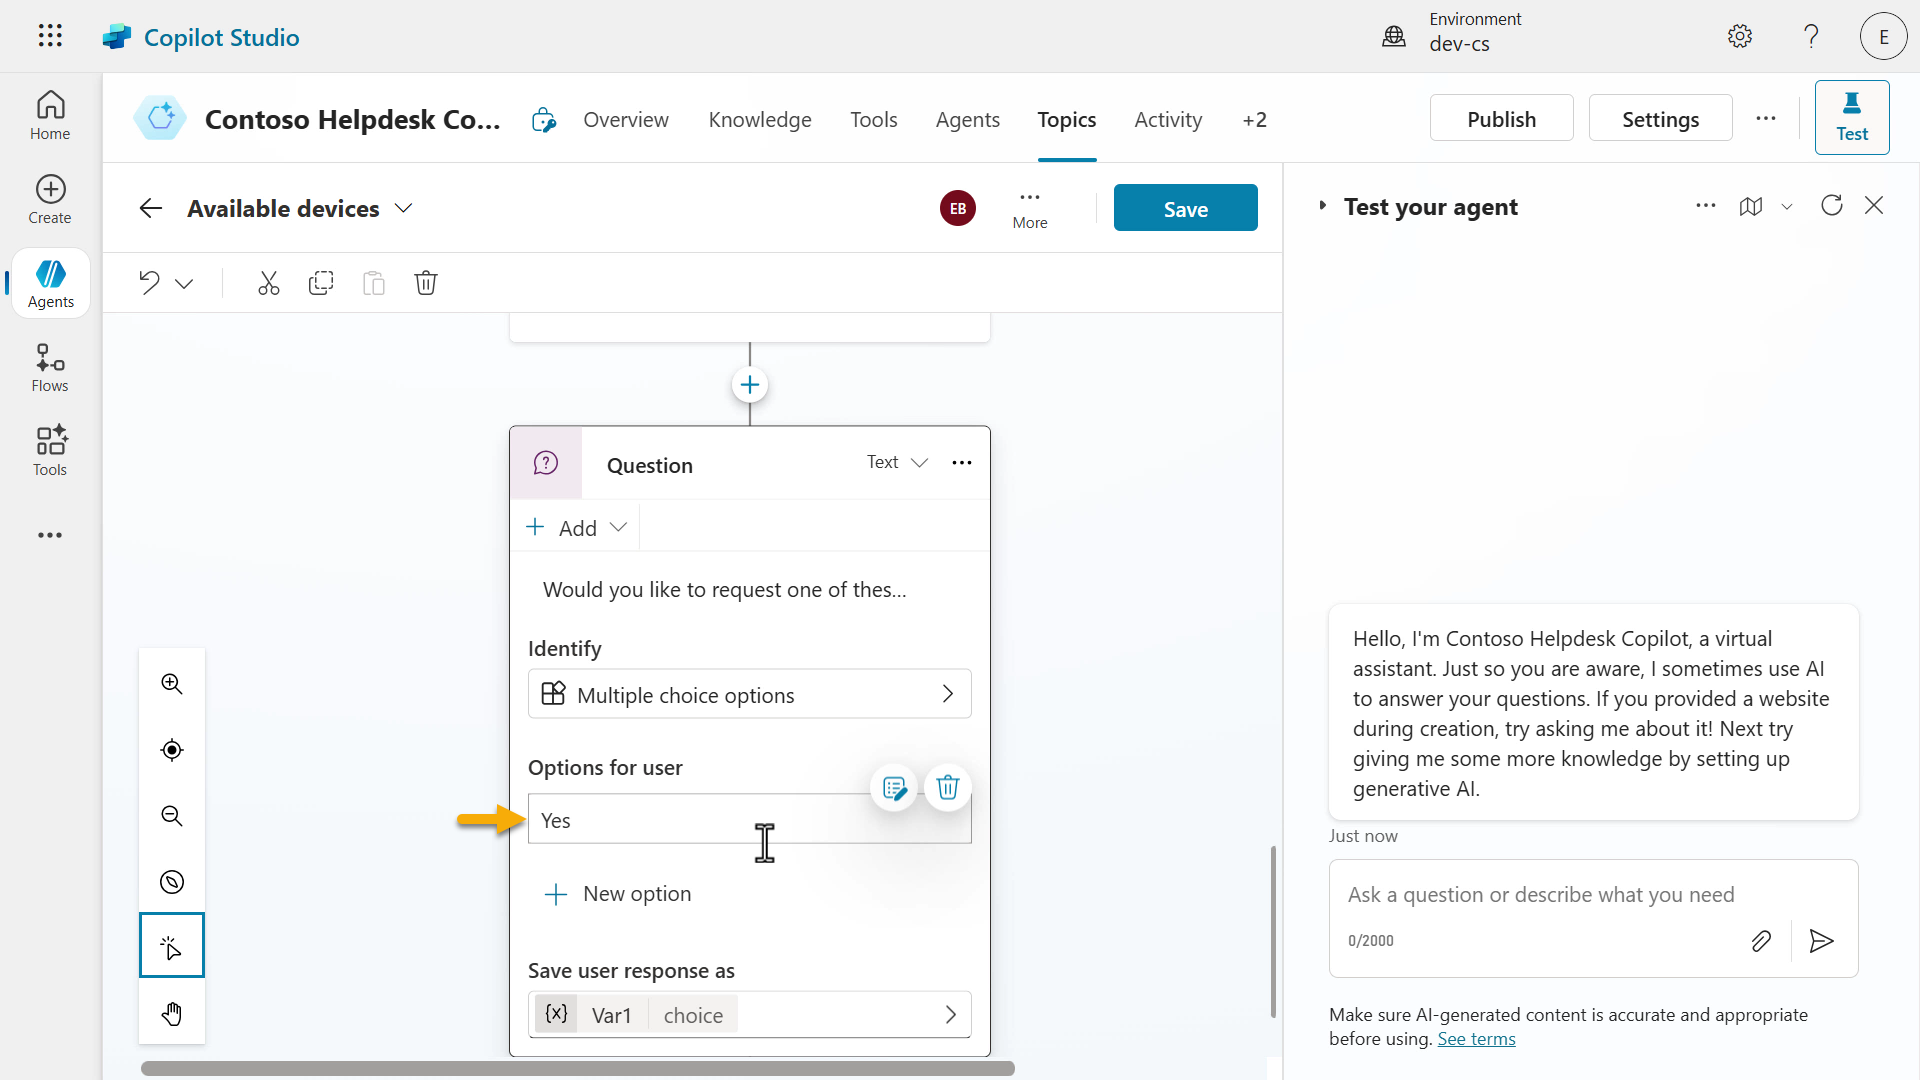 Copilot Studio
Environment
dev-cs
?
E
Home
Create
Agents
Flows
Tools
Contoso Helpdesk Co...
Overview
Knowledge
Tools
Agents
Topics
Activity
+2
Publish
Settings
Test
Available devices
EB
More
Save
Question
Text
Add
Would you like to request one of thes...
Identify
Multiple choice options
Options for user
Yes
New option
Save user response as
{x} Var1 choice
Test your agent
Hello, I'm Contoso Helpdesk Copilot, a virtual
assistant. Just so you are aware, I sometimes use AI
to answer your questions. If you provided a website
during creation, try asking me about it! Next try
giving me some more knowledge by setting up
generative AI.
Just now
Ask a question or describe what you need
0/2000
Make sure AI-generated content is accurate and appropriate
before using. See terms